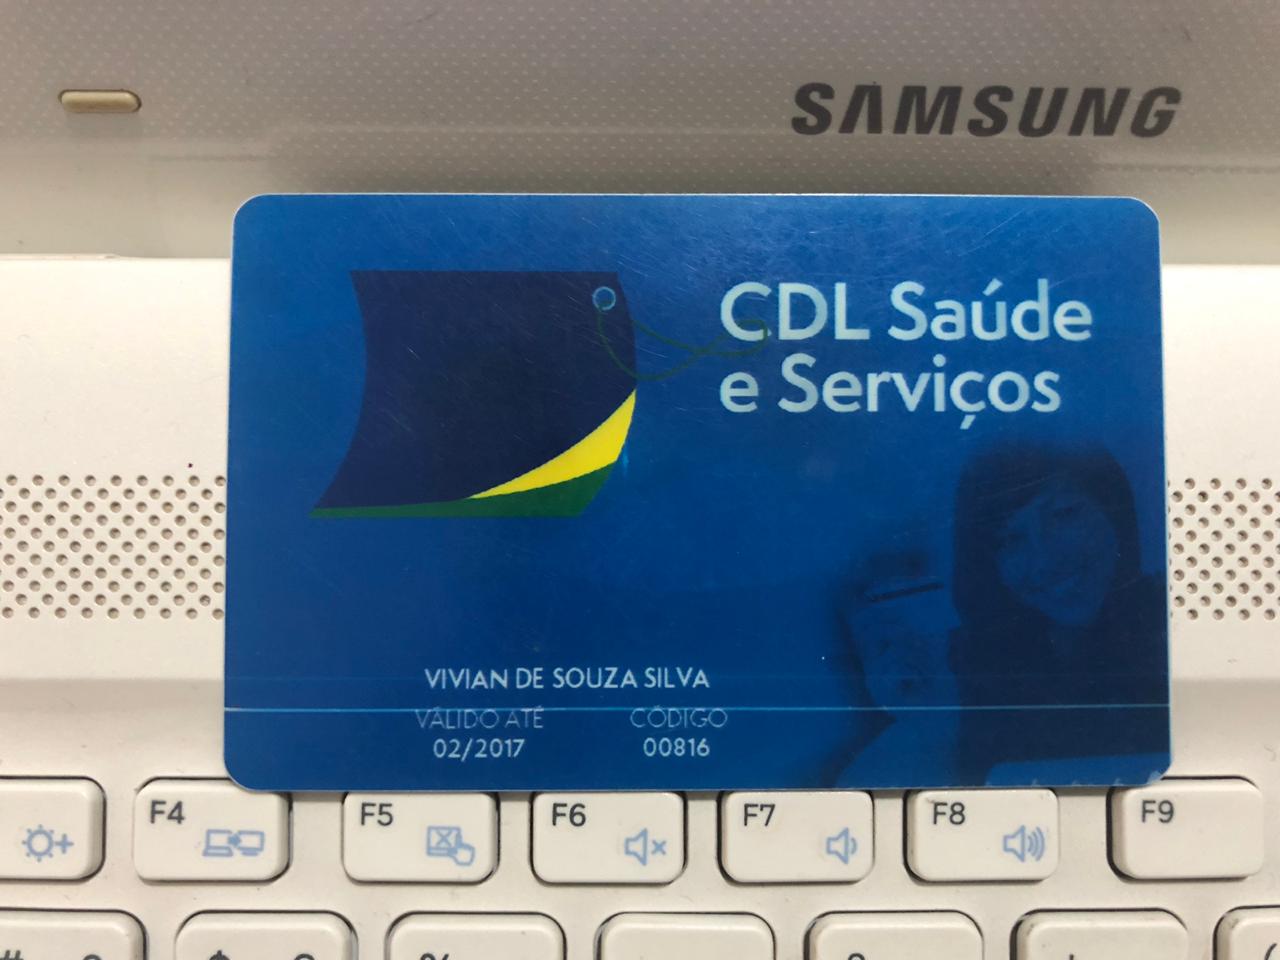 SAMSUNG
CDL Saúde
e Serviços
VIVIAN DE SOUZA SILVA
VÁLIDO ATÉ CÓDIGO
02/2017 00816
F4 F5 F6 F7 F8 F9